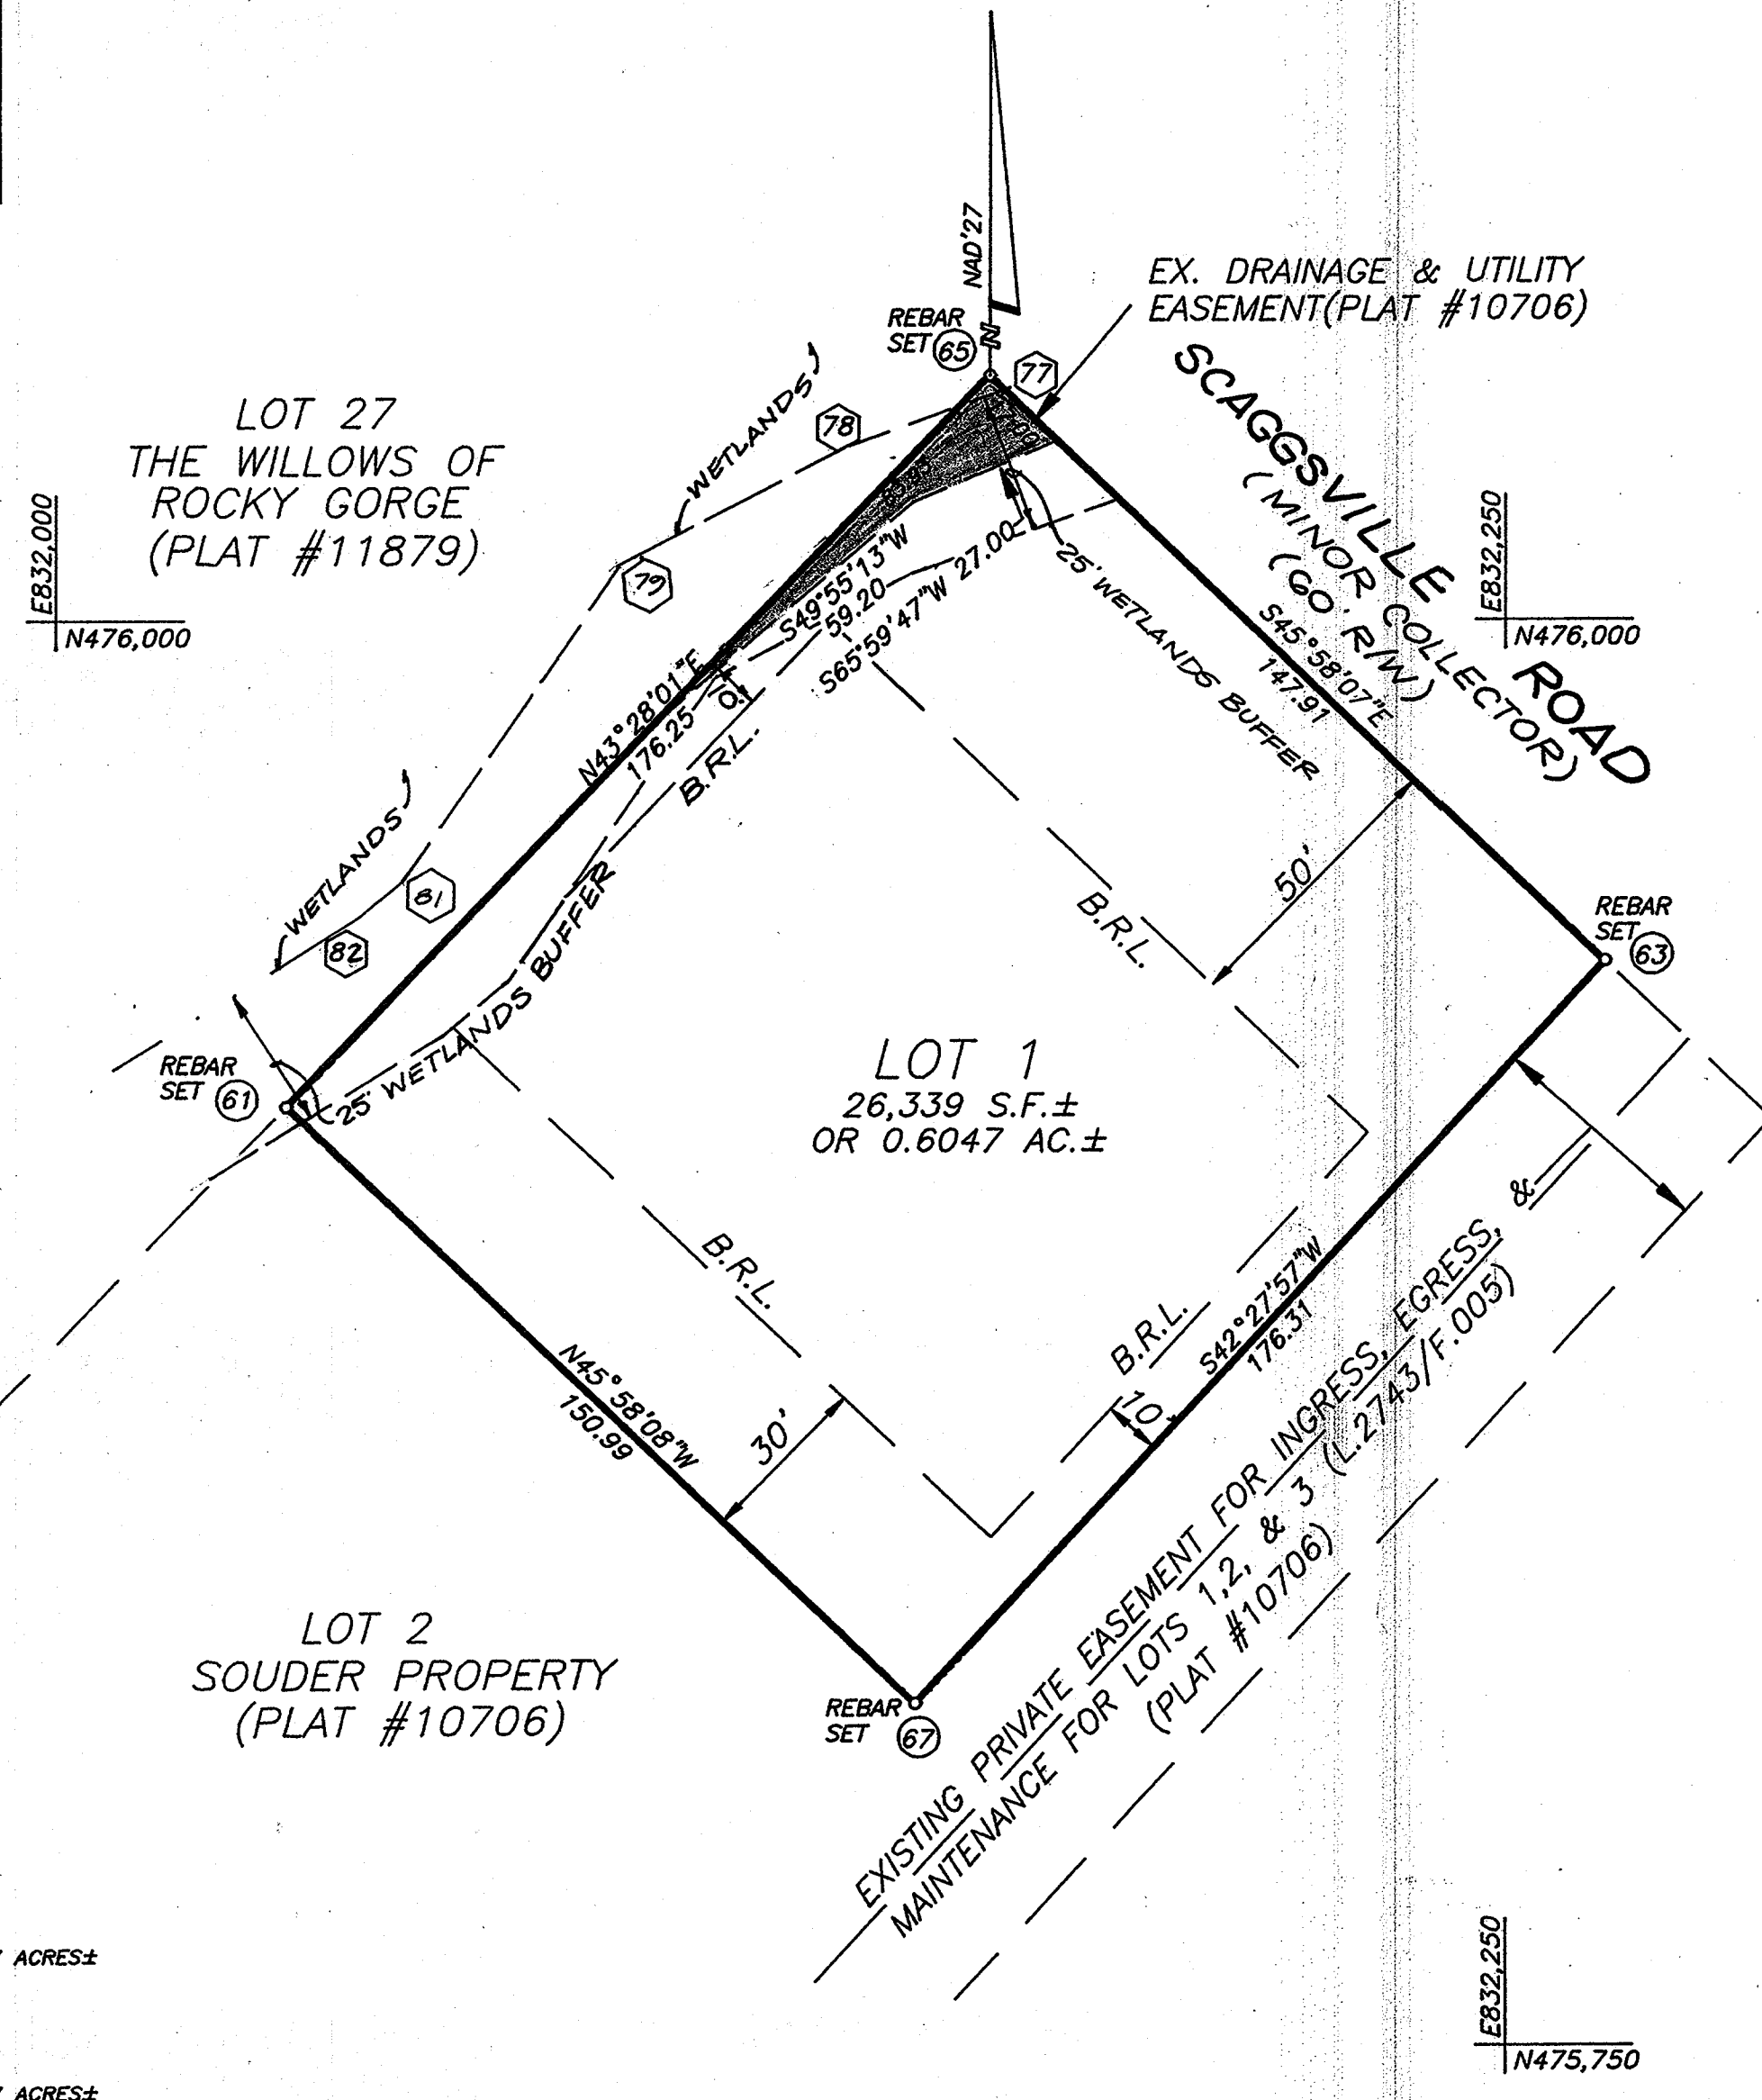 NAD'27
N
EX. DRAINAGE & UTILITY
EASEMENT(PLAT #10706)
REBAR
SET 65
77
SCAGGSVILLE ROAD
( MINOR COLLECTOR)
(60' R/W)
LOT 27
THE WILLOWS OF
ROCKY GORGE
(PLAT #11879)
WETLANDS
78
79
E832,000
N476,000
E832,250
N476,000
S49°55'13"W
59.20
S65°59'47"W 27.00
25' WETLANDS BUFFER
S45°58'07"E
147.91
N43°28'01"E
176.25
10'
B.R.L.
WETLANDS
81
82
25' WETLANDS BUFFER
50'
B.R.L.
REBAR
SET 63
REBAR
SET 61
LOT 1
26,339 S.F.±
OR 0.6047 AC.±
B.R.L.
B.R.L.
S42°27'57"W
176.31
10'
N45°58'08"W
150.99
30'
EXISTING PRIVATE EASEMENT FOR INGRESS, EGRESS, &
MAINTENANCE FOR LOTS 1,2, & 3 (L.2743/F.005)
(PLAT #10706)
LOT 2
SOUDER PROPERTY
(PLAT #10706)
REBAR
SET 67
ACRES±
E832,250
N475,750
ACRES±